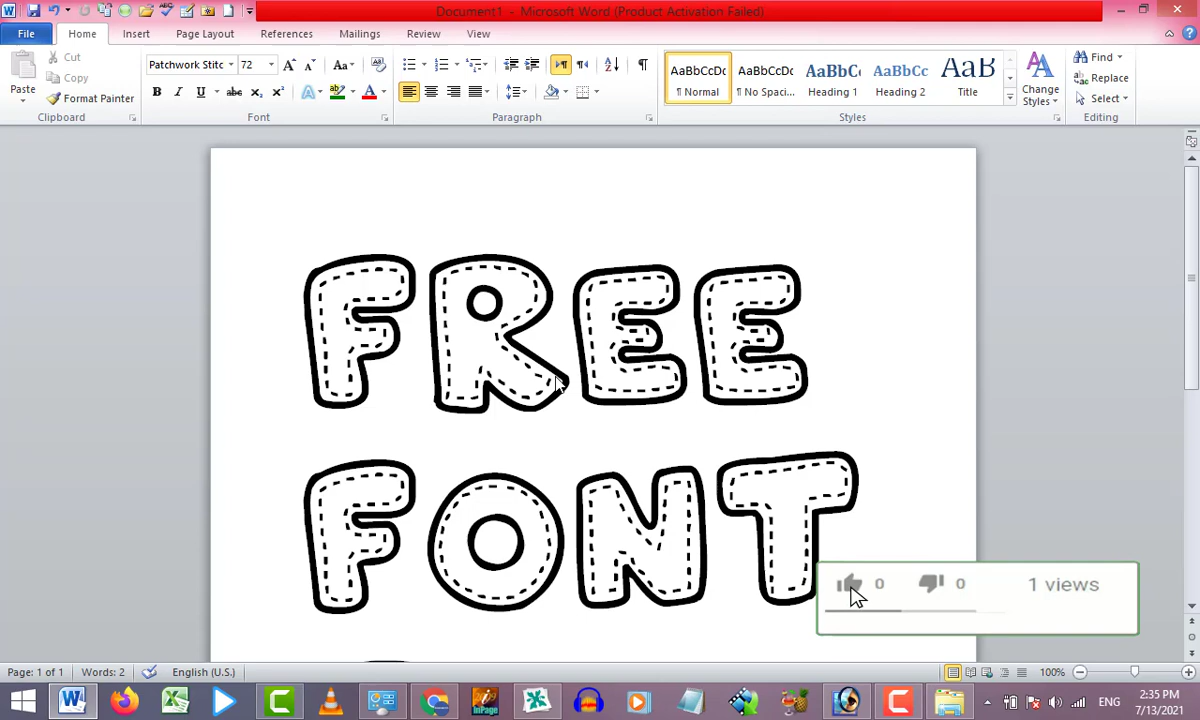 Document1 - Microsoft Word (Product Activation Failed)
File Home Insert Page Layout References Mailings Review View
Cut
Copy
Format Painter
Paste
Clipboard
Patchwork Stitc 72
Font
Paragraph
AaBbCcDc AaBbCcDc AaBbC AaBbCc AaB
¶ Normal ¶ No Spaci... Heading 1 Heading 2 Title
Change Styles
Styles
Find
Replace
Select
Editing
FREE
FONT
0 0 1 views
Page: 1 of 1 Words: 2 English (U.S.) 100%
ENG 2:35 PM
7/13/2021